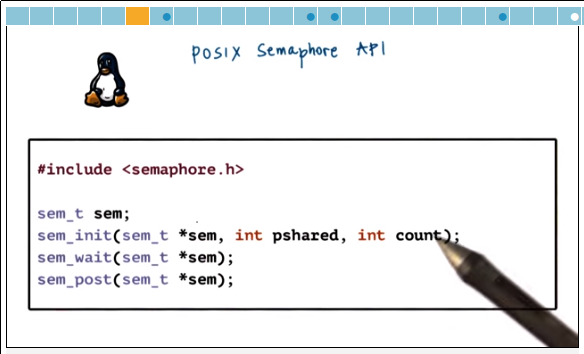 POSIX Semaphore API
#include <semaphore.h>
sem_t sem;
sem_init(sem_t *sem, int pshared, int count);
sem_wait(sem_t *sem);
sem_post(sem_t *sem);